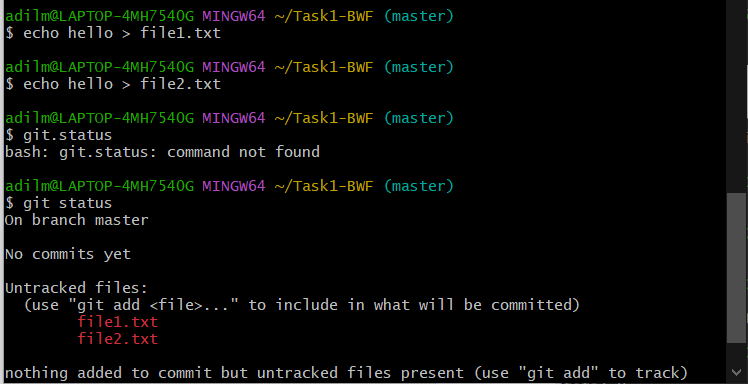 adilm@LAPTOP-4MH754OG MINGW64 ~/Task1-BWF (master)
$ echo hello > file1.txt
adilm@LAPTOP-4MH754OG MINGW64 ~/Task1-BWF (master)
$ echo hello > file2.txt
adilm@LAPTOP-4MH754OG MINGW64 ~/Task1-BWF (master)
$ git.status
bash: git.status: command not found
adilm@LAPTOP-4MH754OG MINGW64 ~/Task1-BWF (master)
$ git status
On branch master
No commits yet
Untracked files:
  (use "git add <file>..." to include in what will be committed)
        file1.txt
        file2.txt
nothing added to commit but untracked files present (use "git add" to track)